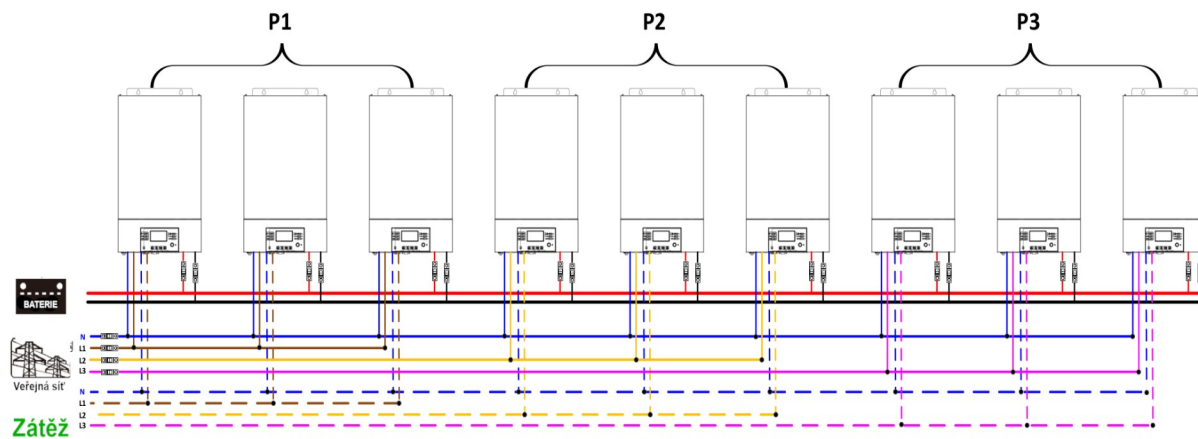 P1
P2
P3
BATERIE
N
L1
L2
L3
Veřejná síť
N
L1
L2
L3
Zátěž